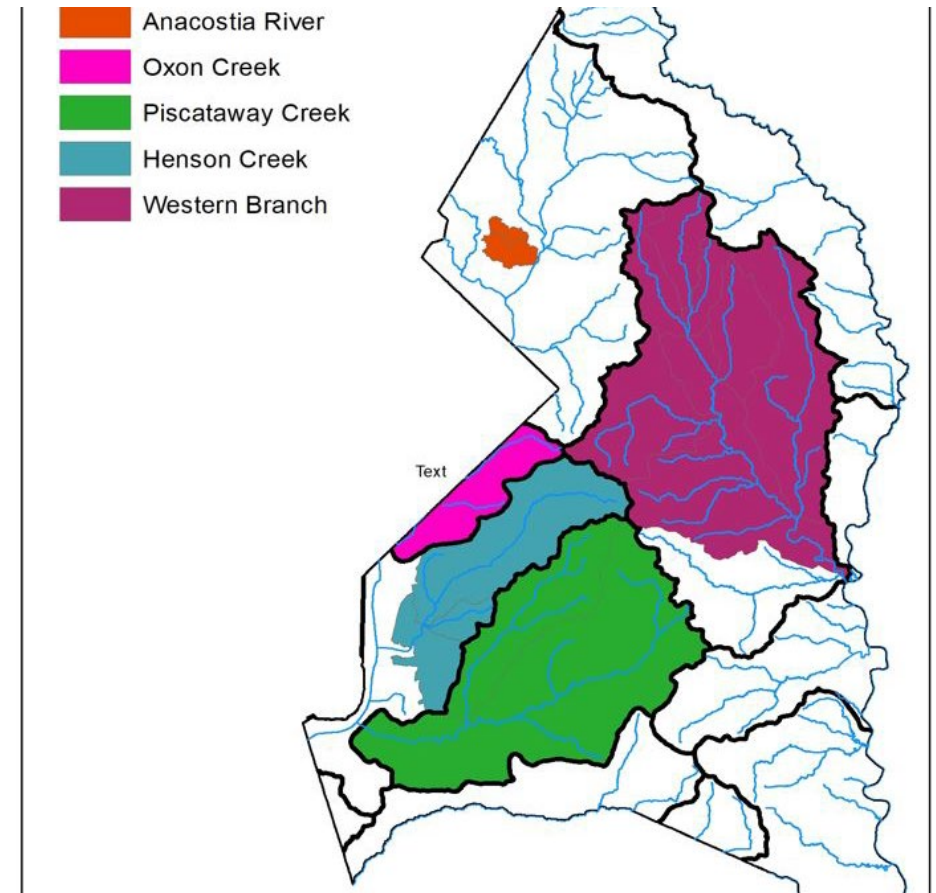 Anacostia River
Oxon Creek
Piscataway Creek
Henson Creek
Western Branch
Text